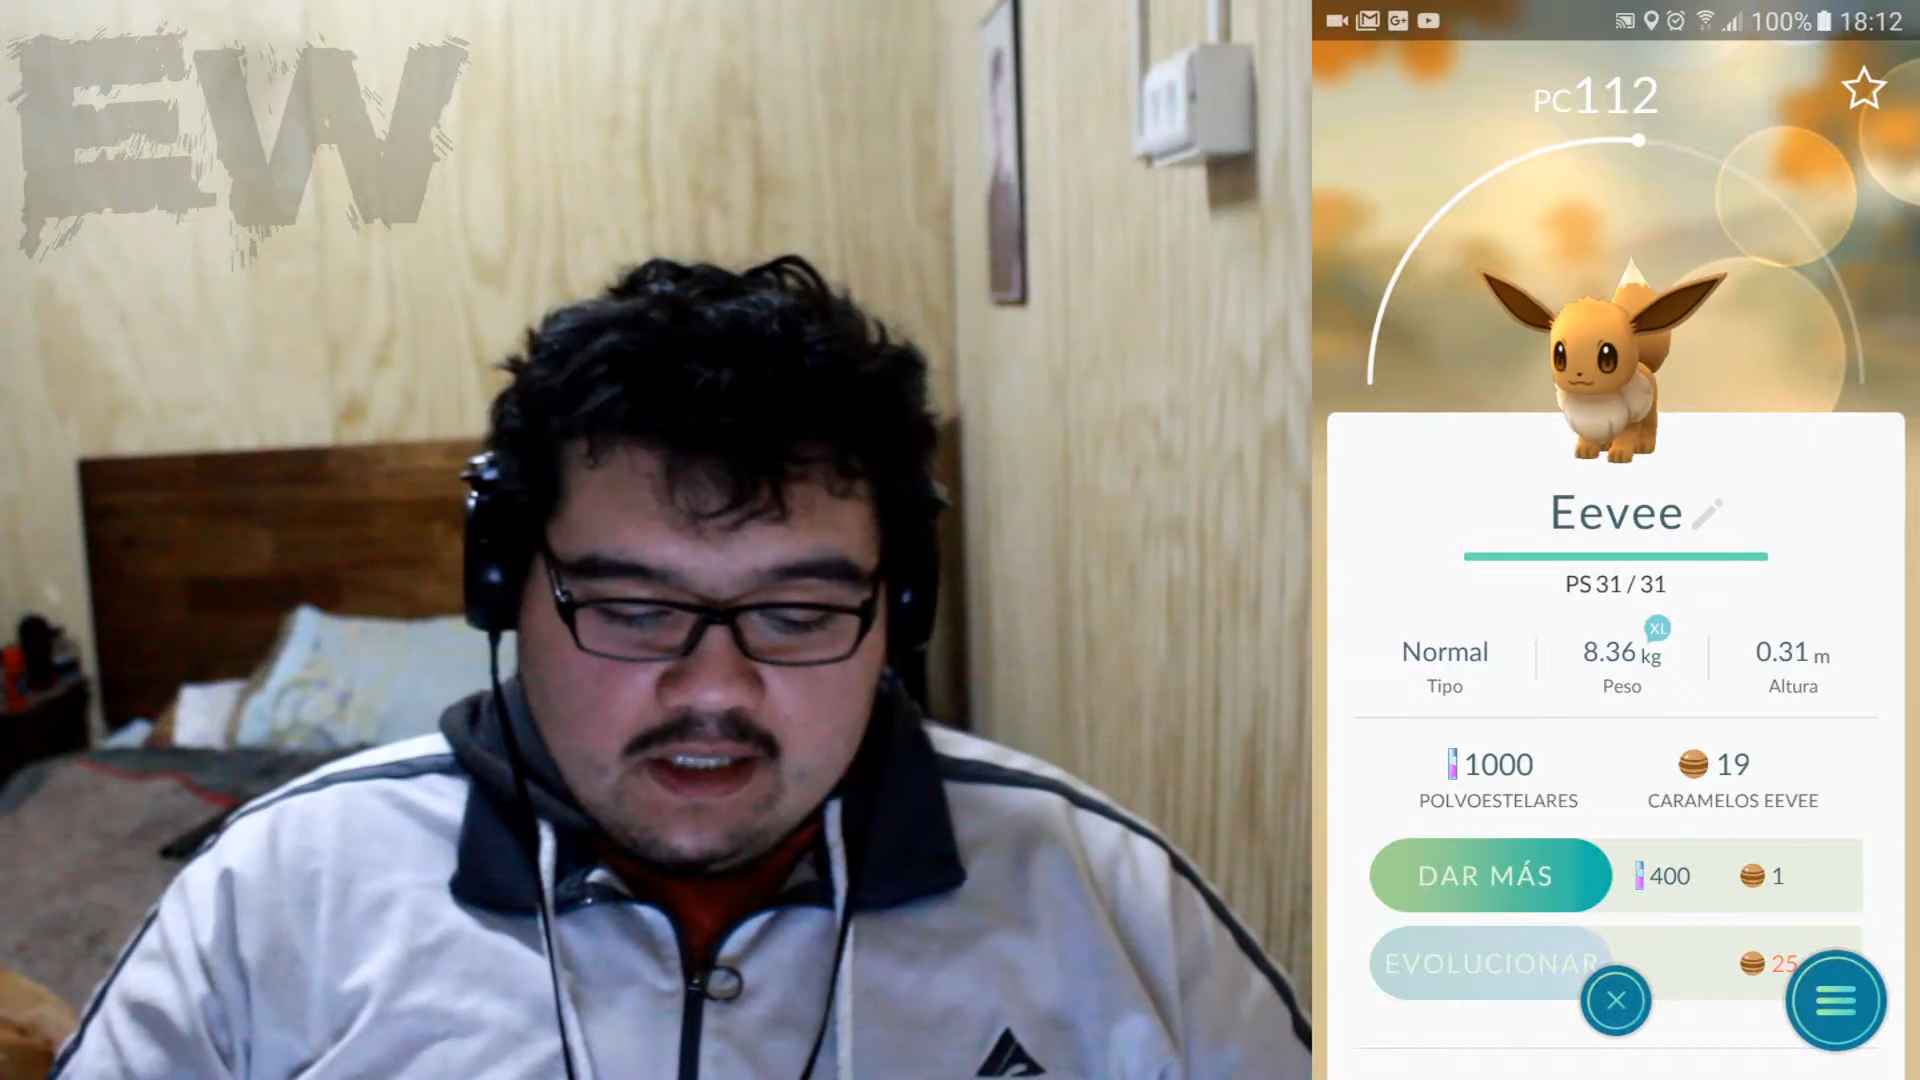 EW
100% 18:12
PC112
Eevee
PS 31 / 31
XL
Normal 8.36 kg 0.31 m
Tipo Peso Altura
1000 19
POLVOESTELARES CARAMELOS EEVEE
DAR MÁS 400 1
EVOLUCIONAR 25